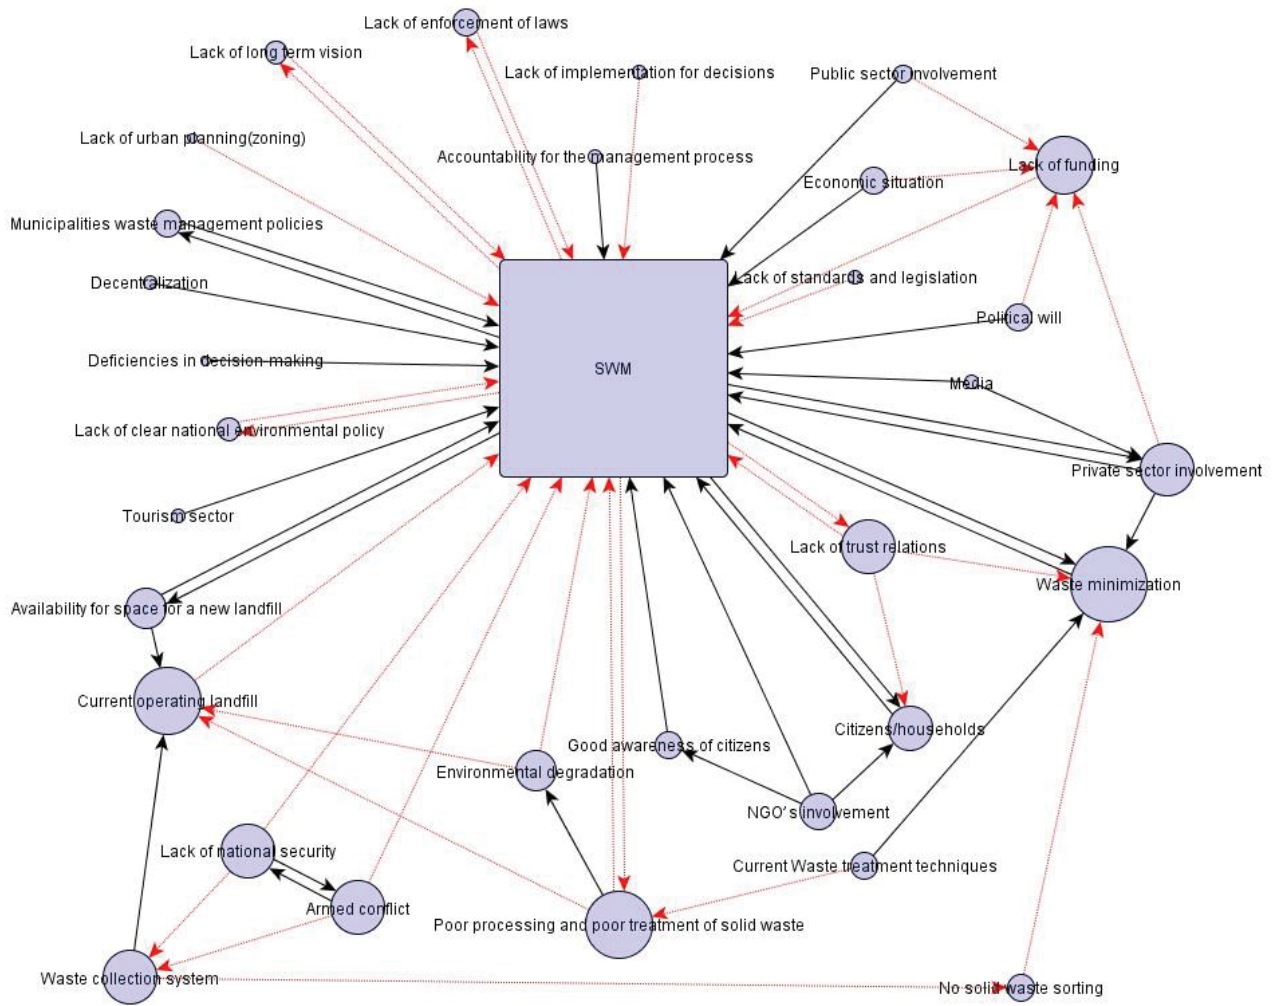 Lack of enforcement of laws
Lack of long term vision
Lack of implementation for decisions
Public sector involvement
Lack of urban planning(zoning)
Accountability for the management process
Lack of funding
Economic situation
Municipalities waste management policies
Lack of standards and legislation
Decentralization
Political will
Deficiencies in decision making
SWM
Media
Lack of clear national environmental policy
Private sector involvement
Tourism sector
Lack of trust relations
Waste minimization
Availability for space for a new landfill
Current operating landfill
Citizens/households
Good awareness of citizens
Environmental degradation
NGO's involvement
Lack of national security
Current Waste treatment techniques
Armed conflict
Poor processing and poor treatment of solid waste
Waste collection system
No solid waste sorting